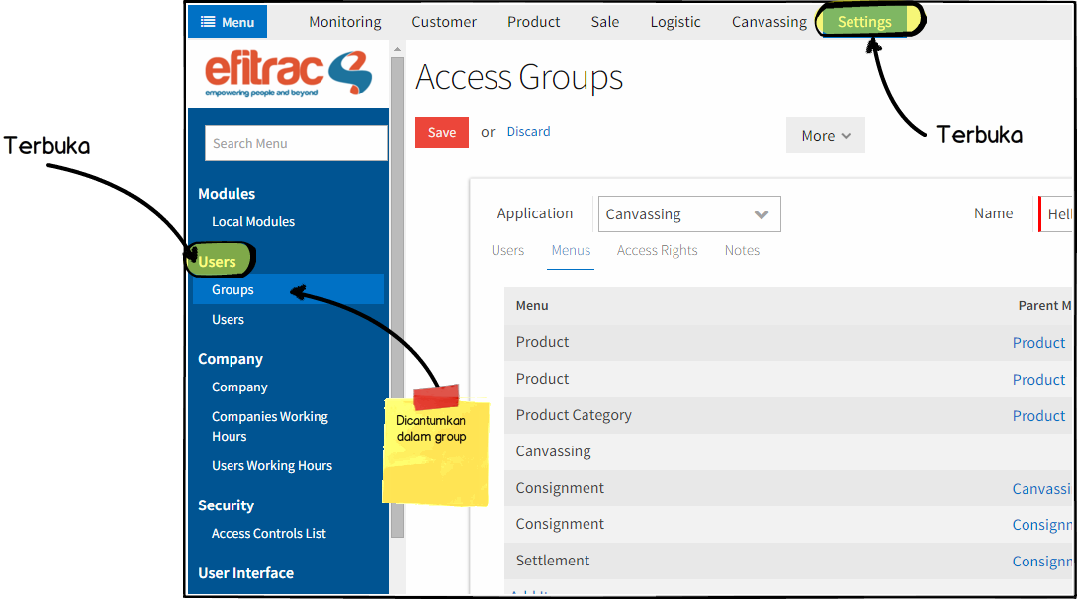 Menu
Monitoring Customer Product Sale Logistic Canvassing Settings
efitrac
empowering people and beyond
Access Groups
Save or Discard
More
Terbuka
Terbuka
Search Menu
Modules
Local Modules
Users
Groups
Users
Company
Company
Companies Working
Hours
Users Working Hours
Security
Access Controls List
User Interface
Dicantumkan
dalam group
Application Canvassing Name Hell
Users Menus Access Rights Notes
Menu Parent M
Product Product
Product Product
Product Category Product
Canvassing
Consignment Canvassi
Consignment Consignn
Settlement Consignn